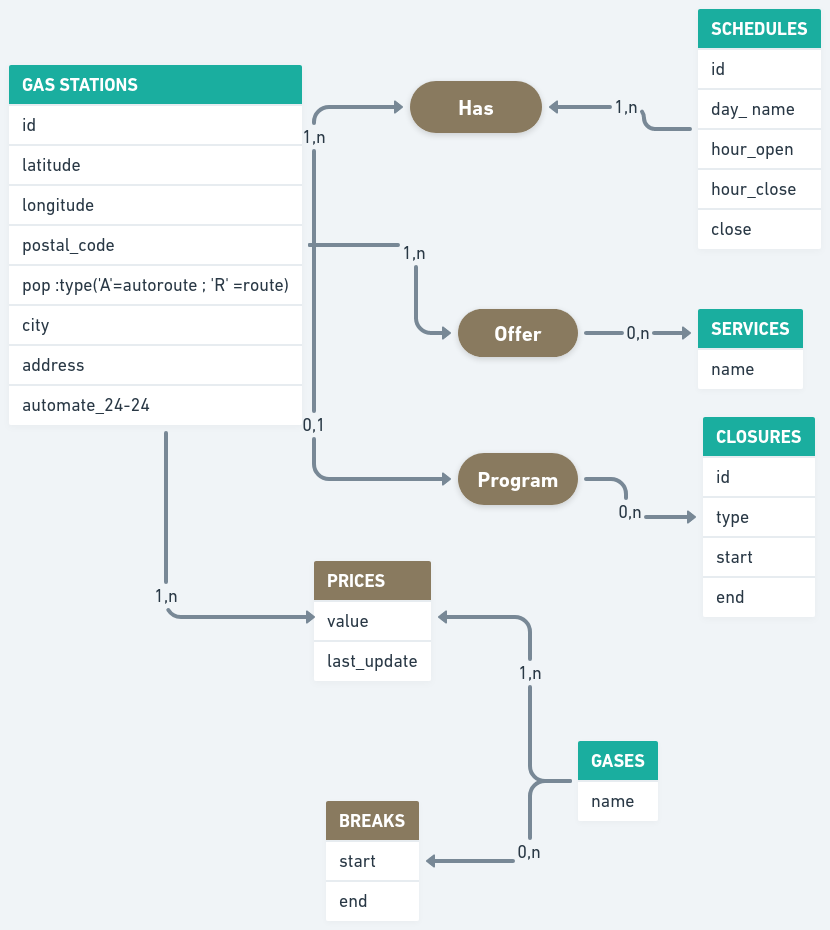 GAS STATIONS
id
latitude
longitude
postal_code
pop :type('A'=autoroute ; 'R' =route)
city
address
automate_24-24
1,n
Has
1,n
SCHEDULES
id
day_ name
hour_open
hour_close
close
1,n
Offer
0,n
SERVICES
name
0,1
Program
0,n
CLOSURES
id
type
start
end
1,n
PRICES
value
last_update
1,n
GASES
name
0,n
BREAKS
start
end